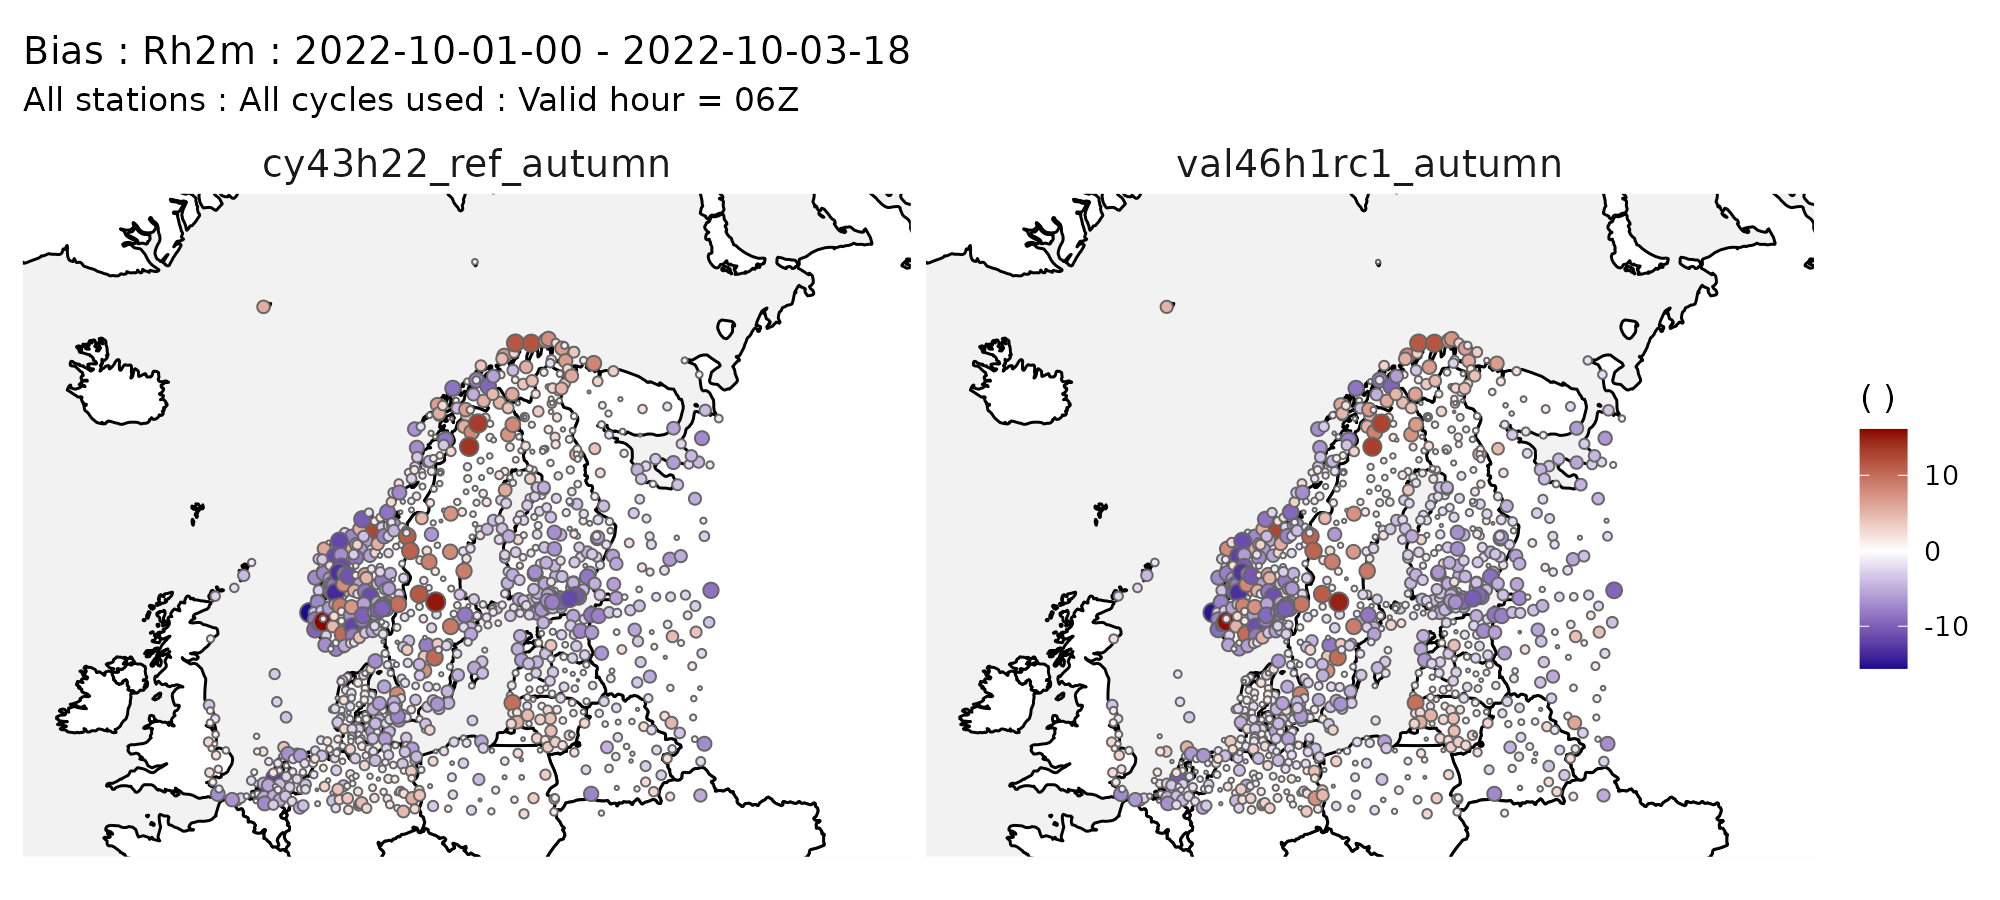 Bias : Rh2m : 2022-10-01-00 - 2022-10-03-18
All stations : All cycles used : Valid hour = 06Z
cy43h22_ref_autumn
val46h1rc1_autumn
( )
10
0
-10